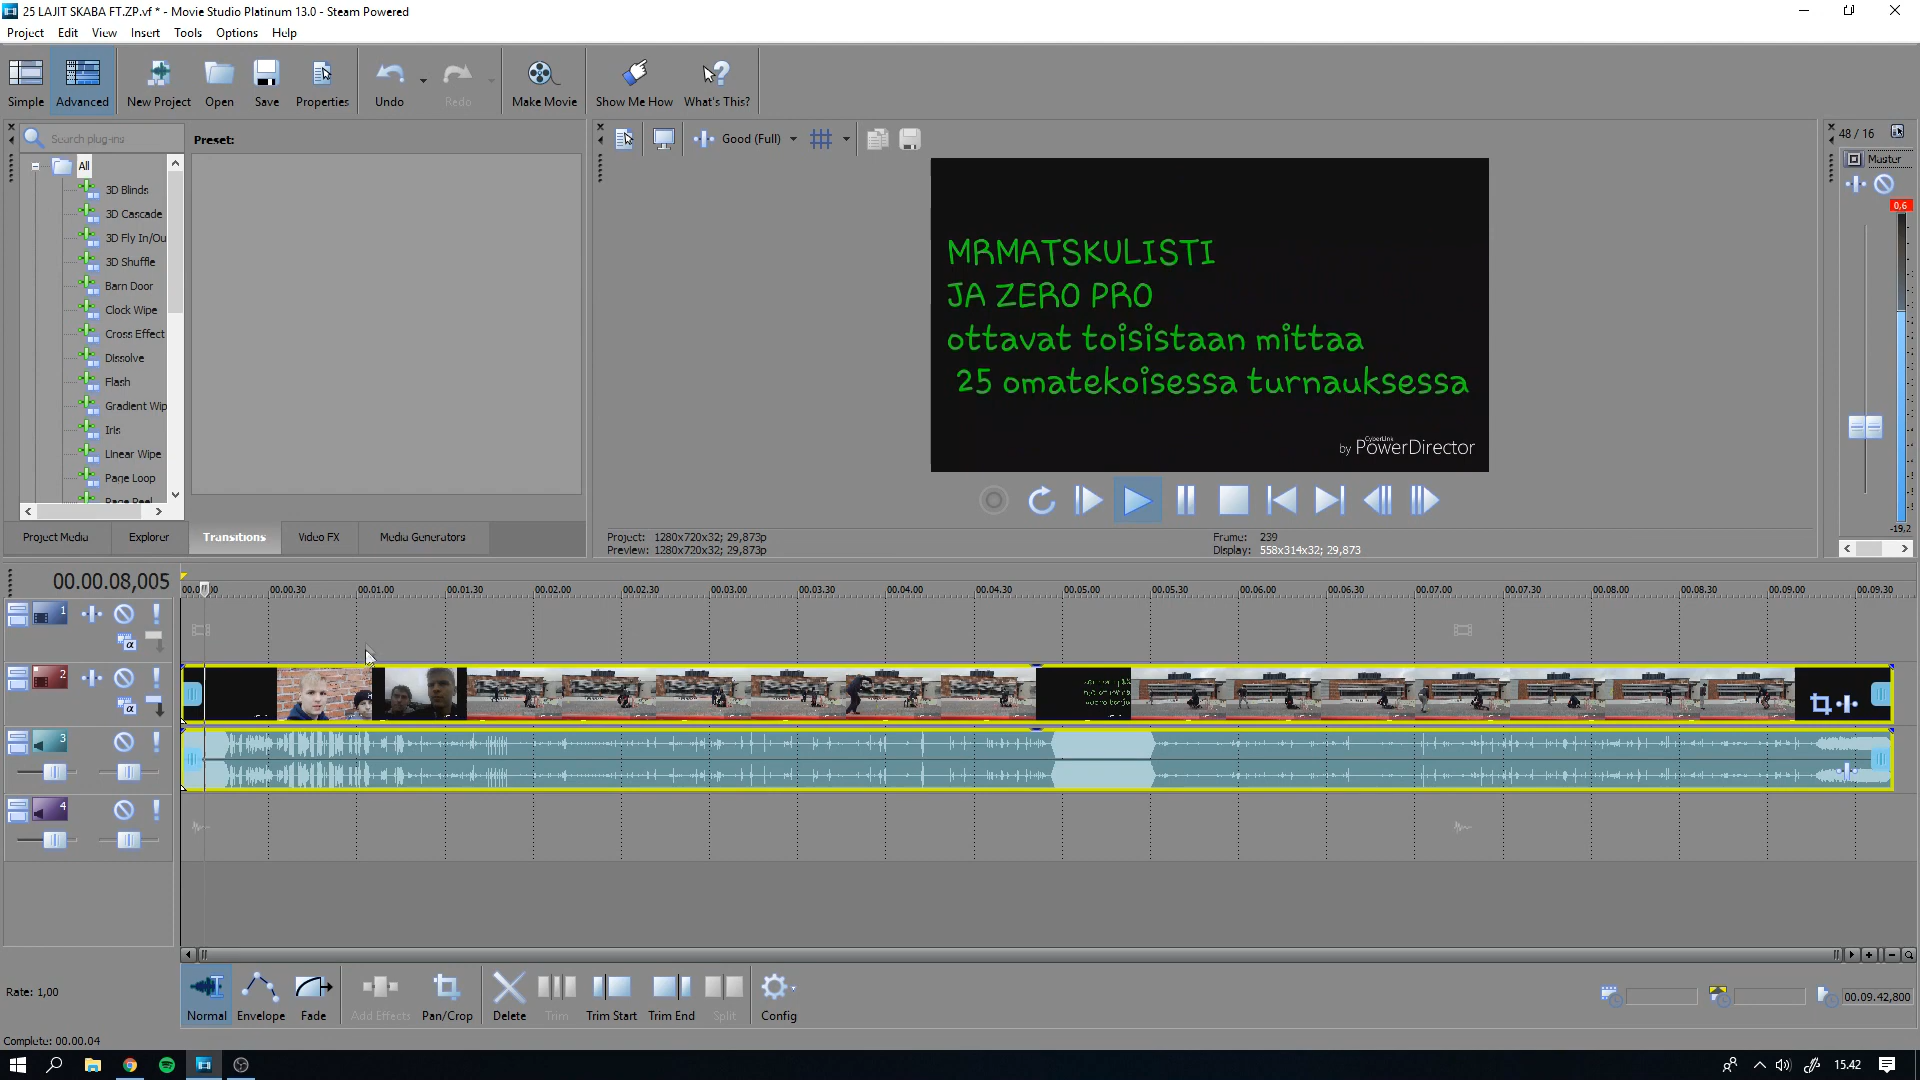 25 LAJIT SKABA FT.ZP.vf * - Movie Studio Platinum 13.0 - Steam Powered
Project Edit View Insert Tools Options Help
Simple Advanced New Project Open Save Properties Undo Redo Make Movie Show Me How What's This?
Search plug-ins
Preset:
Good (Full)
48 / 16
All
Master
3D Blinds
3D Cascade
3D Fly In/Ou
3D Shuffle
Barn Door
Clock Wipe
Cross Effect
Dissolve
Flash
Gradient Wip
Iris
Linear Wipe
Page Loop
Page Peel
0,6
MRMATSKULISTI
JA ZERO PRO
ottavat toisistaan mittaa
25 omatekoisessa turnauksessa
by CyberLink PowerDirector
-19,2
Project Media Explorer Transitions Video FX Media Generators
Project: 1280x720x32; 29,873p
Preview: 1280x720x32; 29,873p
Frame: 239
Display: 558x314x32; 29,873
00.00.08,005
00.00.30 00.01.00 00.01.30 00.02.00 00.02.30 00.03.00 00.03.30 00.04.00 00.04.30 00.05.00 00.05.30 00.06.00 00.06.30 00.07.00 00.07.30 00.08.00 00.08.30 00.09.00 00.09.30
1
2
3
4
Rate: 1,00
Normal Envelope Fade Add Effects Pan/Crop Delete Trim Trim Start Trim End Split Config
00.09.42,800
Complete: 00.00.04
15.42